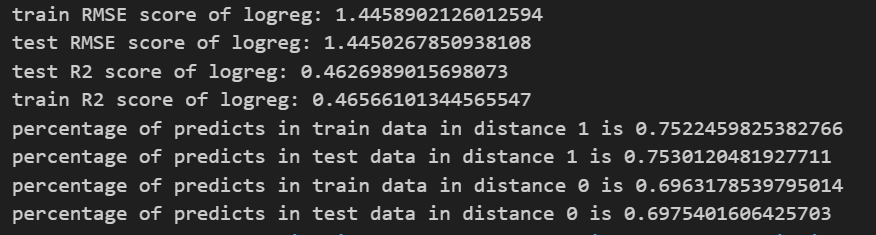 train RMSE score of logreg: 1.4458902126012594
test RMSE score of logreg: 1.4450267850938108
test R2 score of logreg: 0.4626989015698073
train R2 score of logreg: 0.46566101344565547
percentage of predicts in train data in distance 1 is 0.7522459825382766
percentage of predicts in test data in distance 1 is 0.7530120481927711
percentage of predicts in train data in distance 0 is 0.6963178539795014
percentage of predicts in test data in distance 0 is 0.6975401606425703